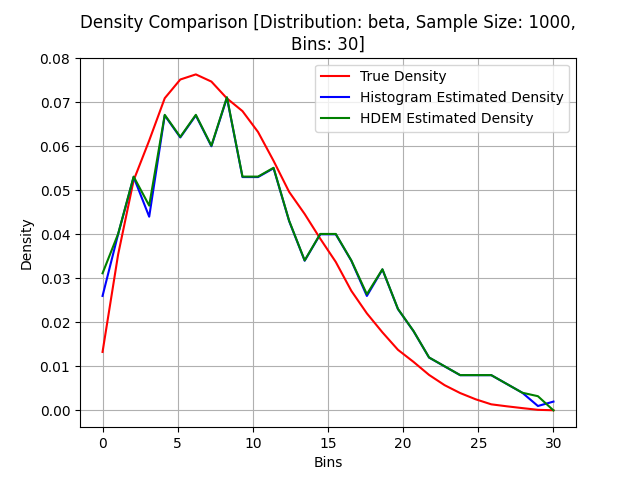 Density Comparison [Distribution: beta, Sample Size: 1000,
Bins: 30]
True Density
Histogram Estimated Density
HDEM Estimated Density
Density
0.08
0.07
0.06
0.05
0.04
0.03
0.02
0.01
0.00
0 5 10 15 20 25 30
Bins